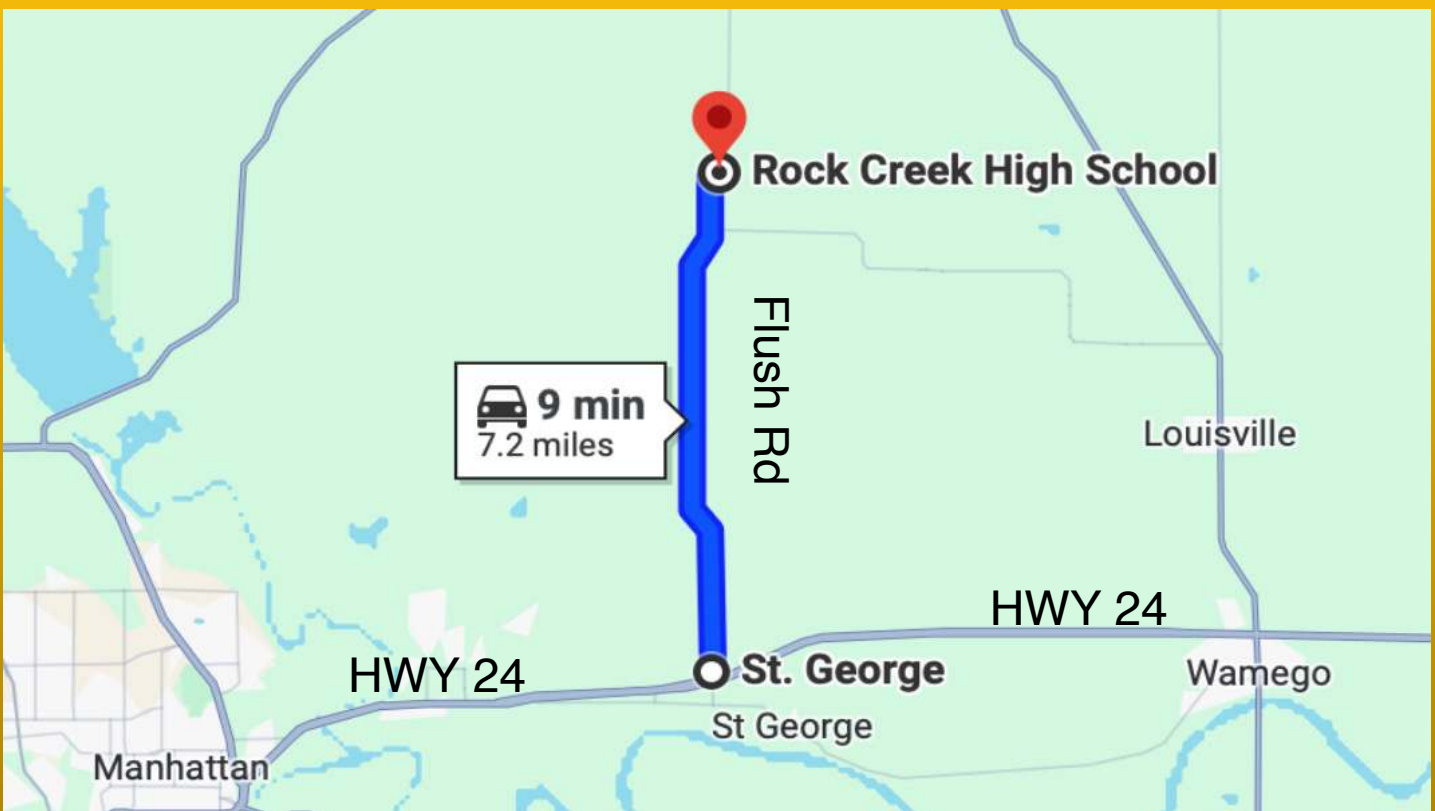 Rock Creek High School
Flush Rd
9 min
7.2 miles
Louisville
HWY 24
HWY 24
St. George
Wamego
St George
Manhattan